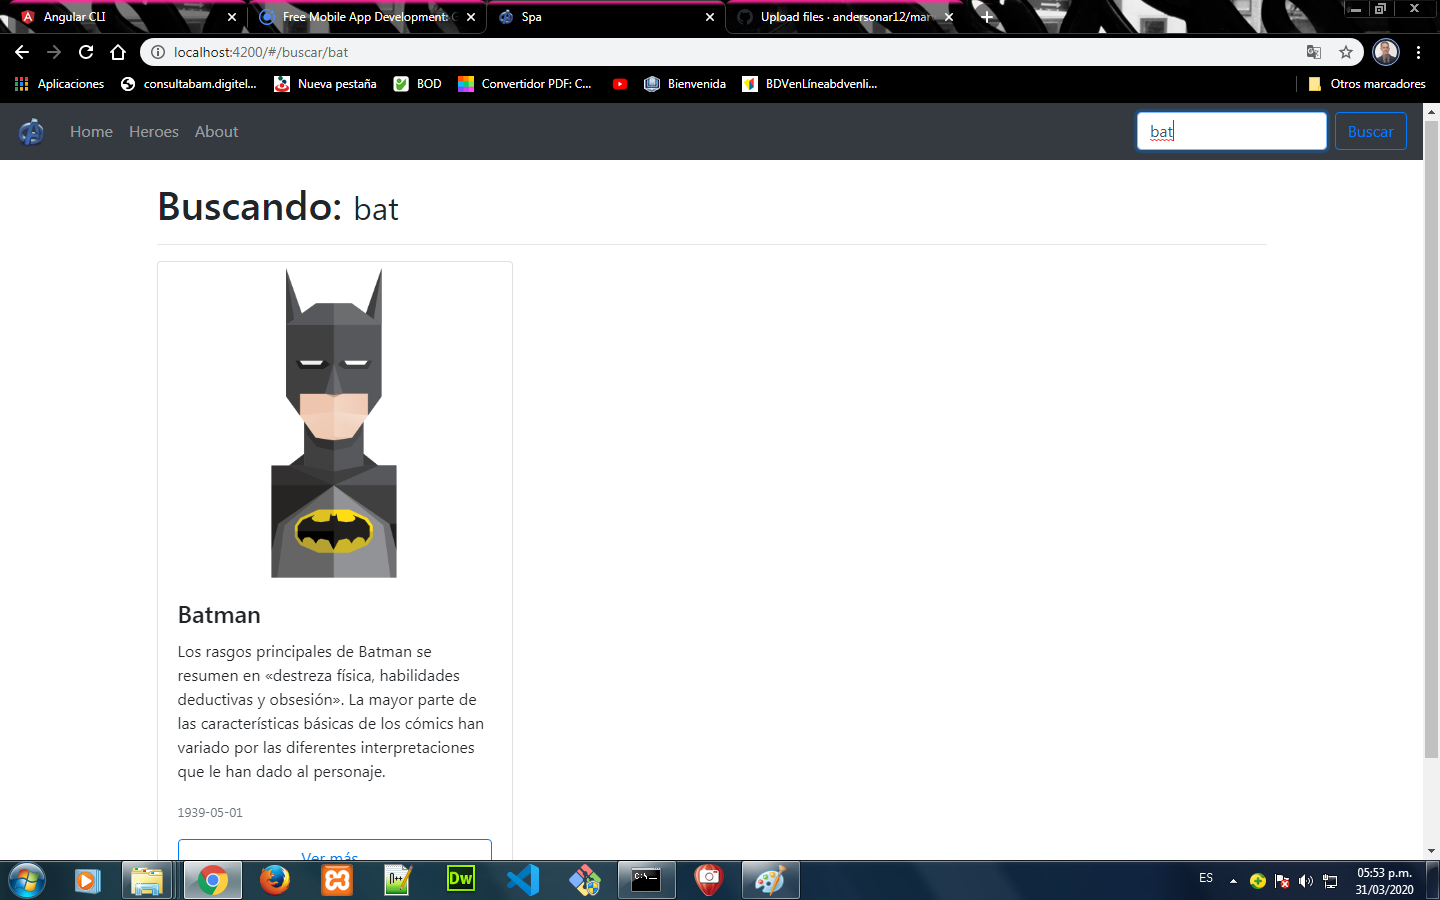 Angular CLI
Free Mobile App Development:
Spa
Upload files · andersonar12/mar
localhost:4200/#/buscar/bat
Aplicaciones
consultabam.digitel...
Nueva pestaña
BOD
Convertidor PDF: C...
Bienvenida
BDVenLíneabdvenli...
Otros marcadores
Home
Heroes
About
bat
Buscar
Buscando: bat
Batman
Los rasgos principales de Batman se
resumen en «destreza física, habilidades
deductivas y obsesión». La mayor parte de
las características básicas de los cómics han
variado por las diferentes interpretaciones
que le han dado al personaje.
1939-05-01
Ver más
Dw
C:\_
ES
05:53 p.m.
31/03/2020